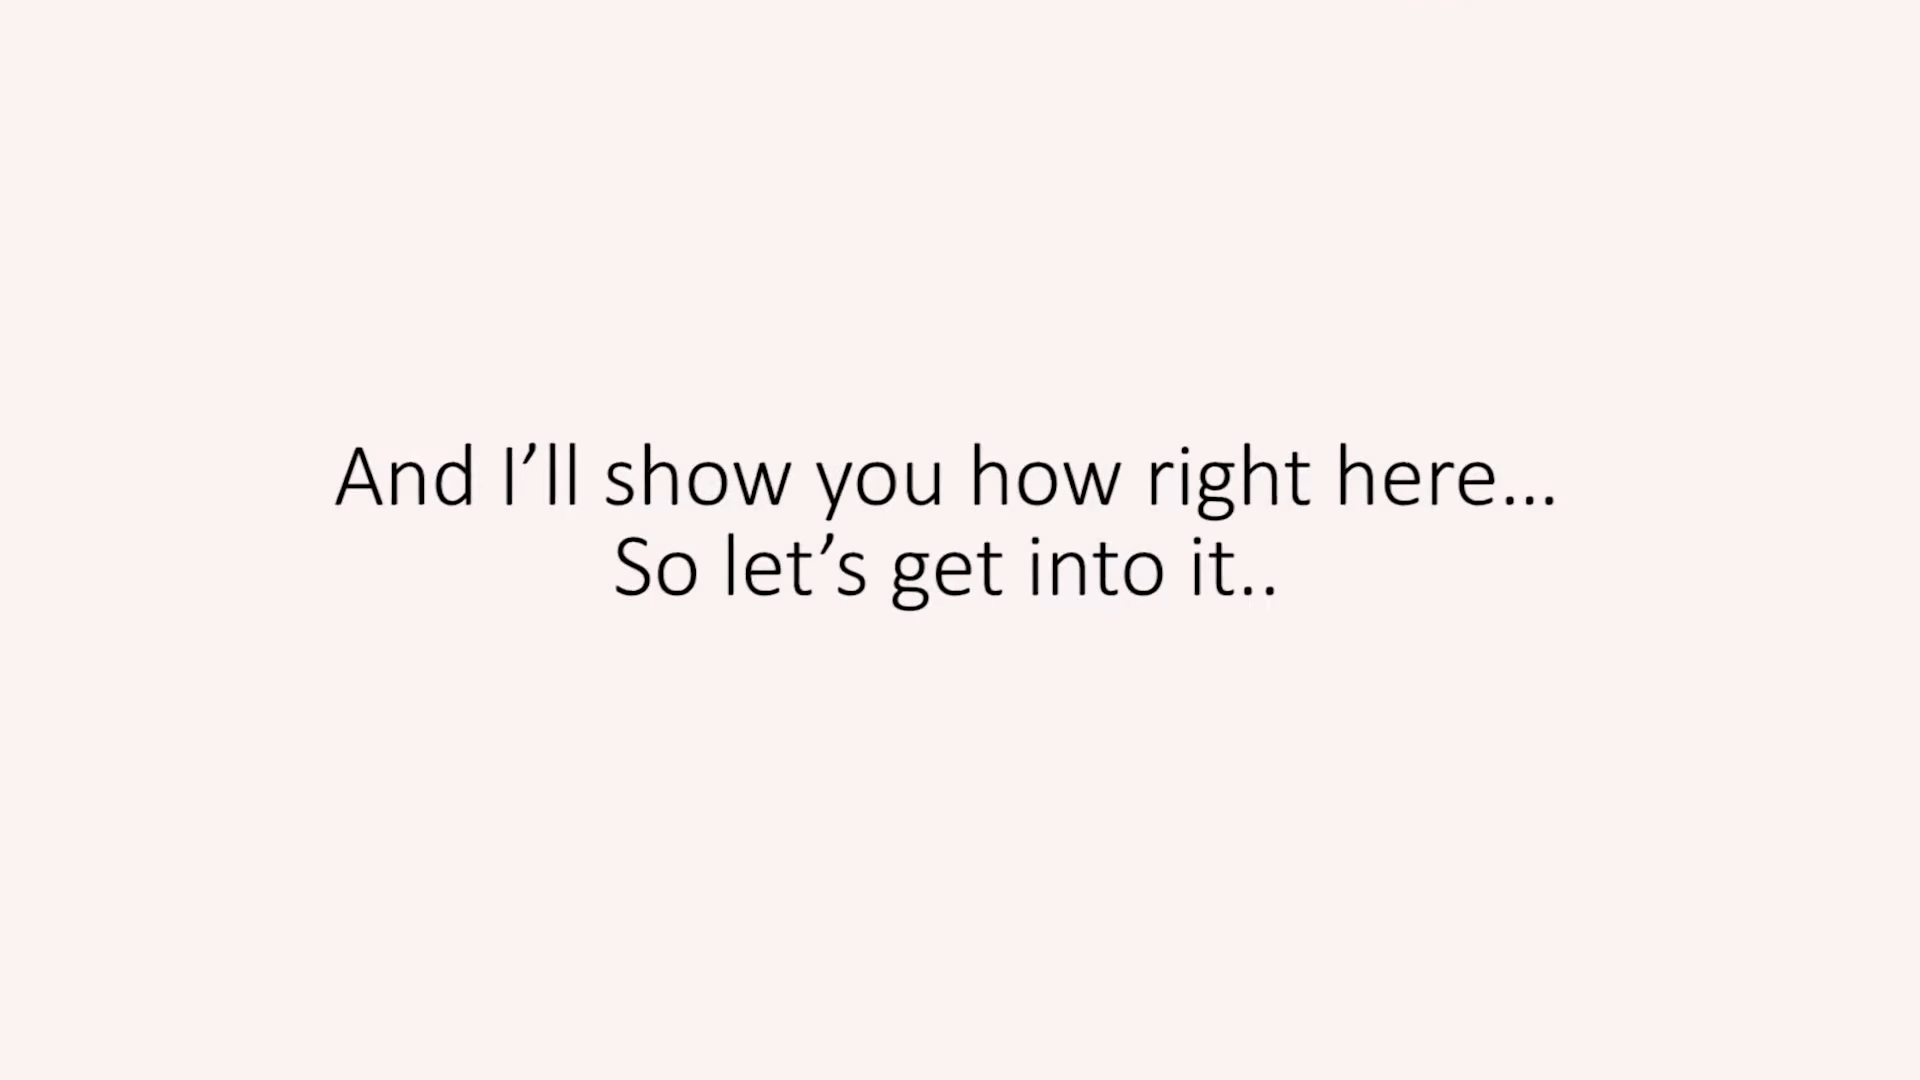 And I’ll show you how right here…
So let’s get into it..